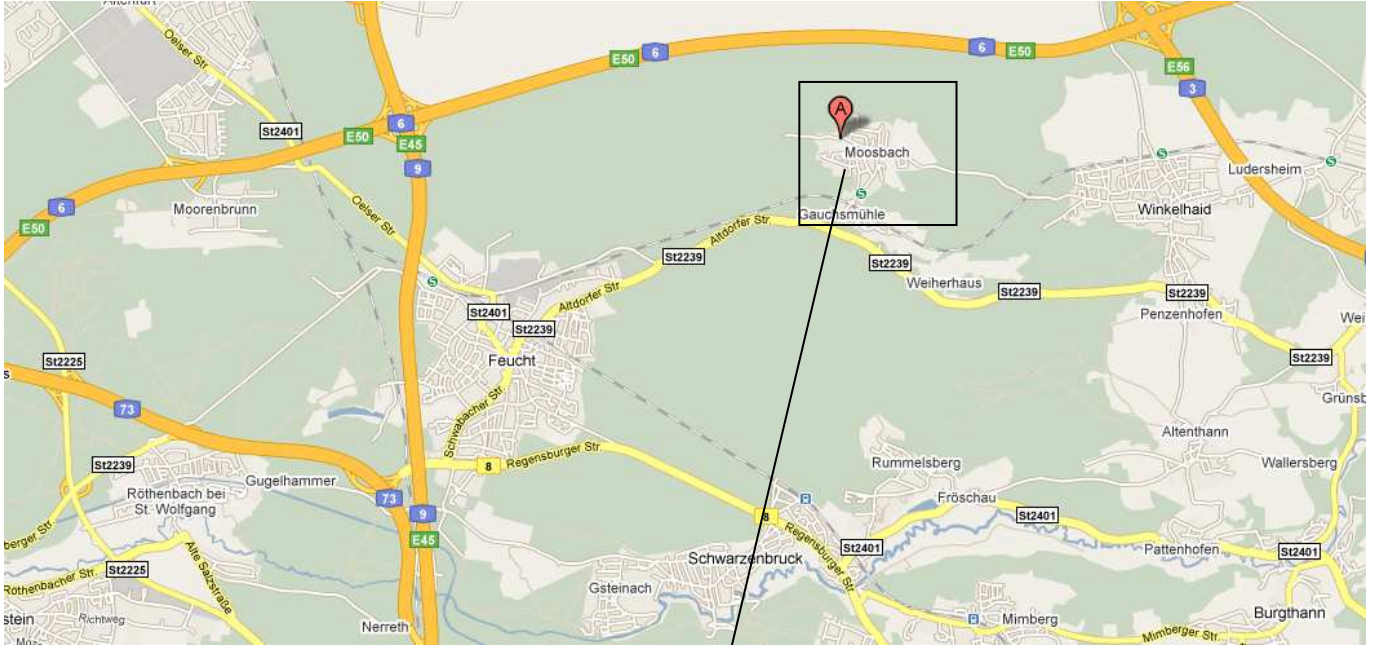 Altenfurt
Oelser Str
6
E50
6
E50
E56
3
St2401
E50
6
E45
9
A
Moosbach
Ludersheim
6
E50
Moorenbrunn
Oelser Str
Gauchsmühle
Winkelhaid
Altdorfer Str
St2239
St2239
Weiherhaus
St2239
St2239
Penzenhofen
Altdorfer Str
St2401
St2239
Feucht
Wei
St2239
St2225
s
73
Schwabacher Str.
Grünsb
Altenthann
8
Regensburger Str.
Rummelsberg
Wallersberg
St2239
Röthenbach bei
St. Wolfgang
Gugelhammer
73
9
E45
8
Regensburger Str
Fröschau
St2401
St2401
Pattenhofen
St2401
berger Str.
Alte Salzstraße
Röthenbacher Str.
St2225
Schwarzenbruck
Gsteinach
stein
Richtweg
Nerreth
Mimberg
Mimberger Str.
Burgthann